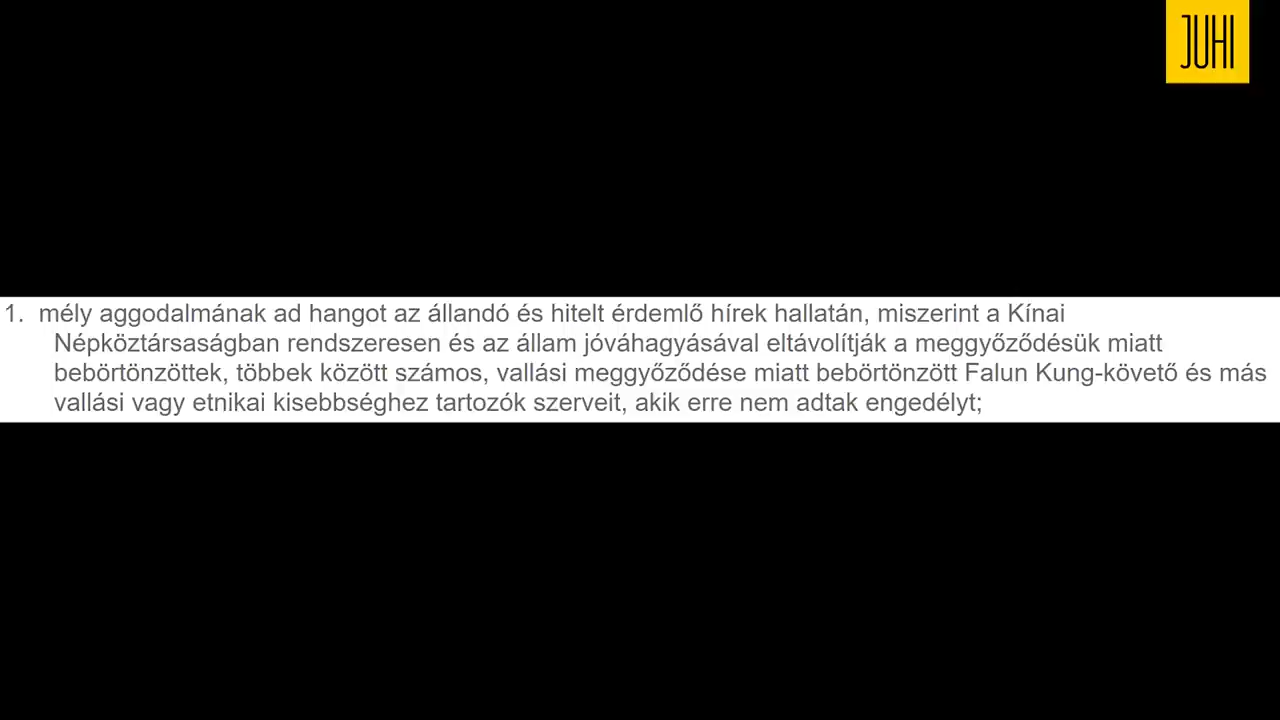 JUHI
1. mély aggodalmának ad hangot az állandó és hitelt érdemlő hírek hallatán, miszerint a Kínai
Népköztársaságban rendszeresen és az állam jóváhagyásával eltávolítják a meggyőződésük miatt
bebörtönzöttek, többek között számos, vallási meggyőződése miatt bebörtönzött Falun Kung-követő és más
vallási vagy etnikai kisebbséghez tartozók szerveit, akik erre nem adtak engedélyt;